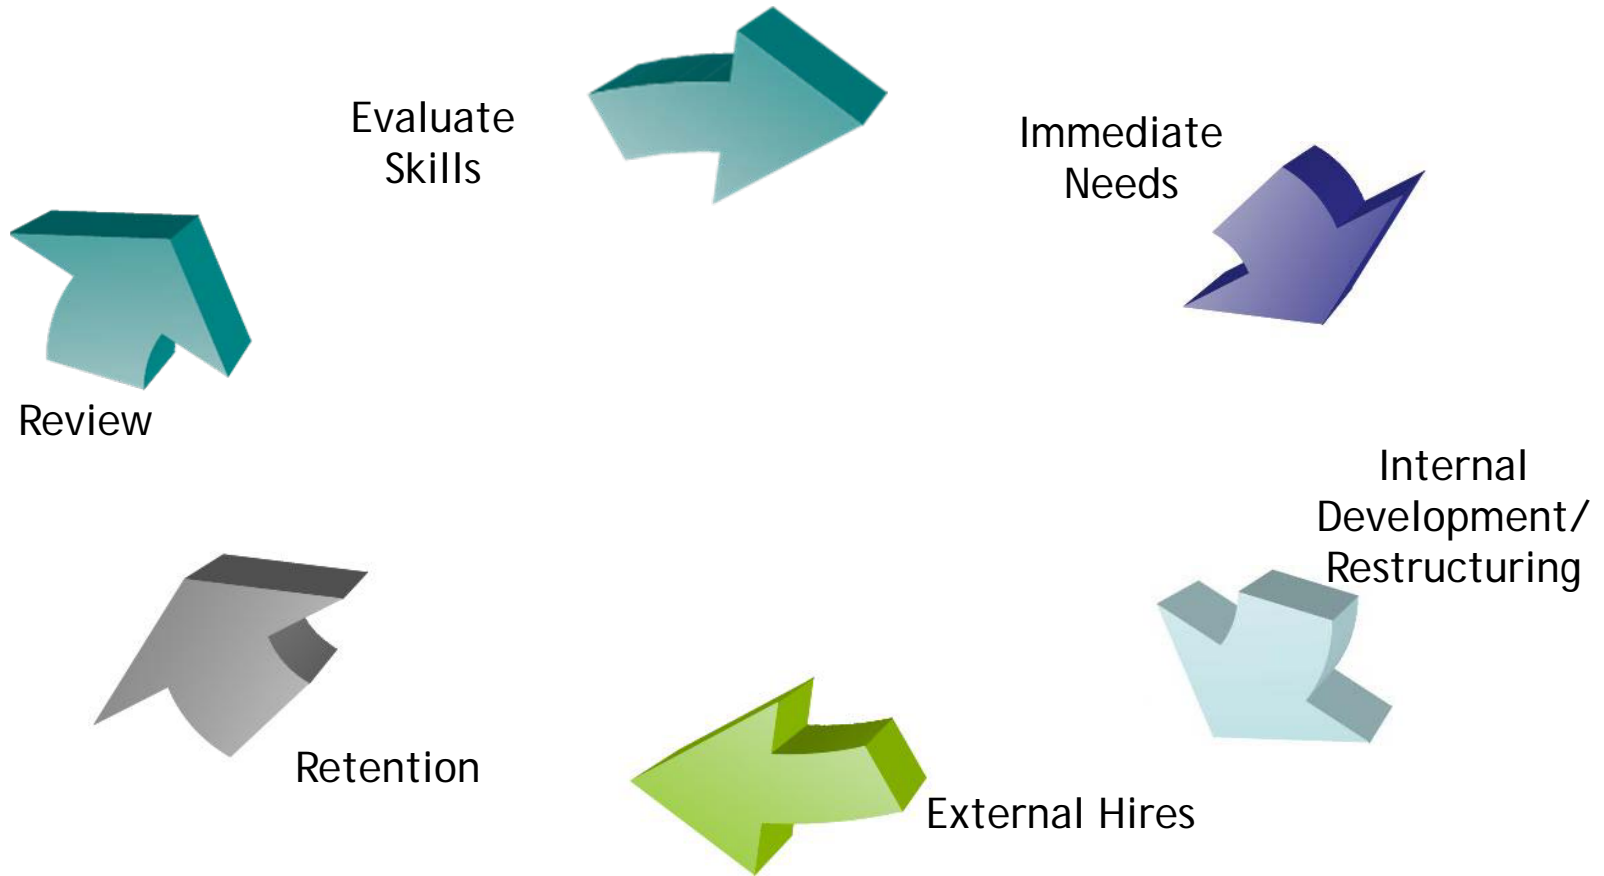 Evaluate
Skills
Immediate
Needs
Internal
Development/
Restructuring
External Hires
Retention
Review